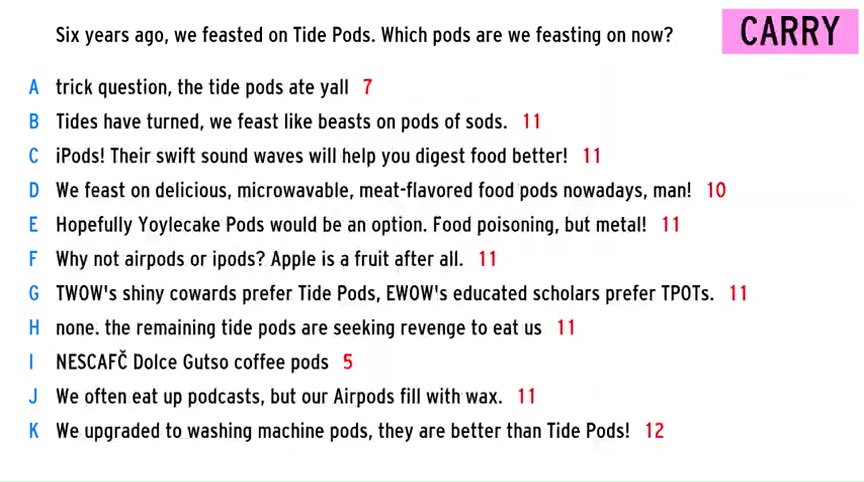 Six years ago, we feasted on Tide Pods. Which pods are we feasting on now?
CARRY
A trick question, the tide pods ate yall 7
B Tides have turned, we feast like beasts on pods of sods. 11
C iPods! Their swift sound waves will help you digest food better! 11
D We feast on delicious, microwavable, meat-flavored food pods nowadays, man! 10
E Hopefully Yoylecake Pods would be an option. Food poisoning, but metal! 11
F Why not airpods or ipods? Apple is a fruit after all. 11
G TWOW's shiny cowards prefer Tide Pods, EWOW's educated scholars prefer TPOTs. 11
H none. the remaining tide pods are seeking revenge to eat us 11
I NESCAFČ Dolce Gutso coffee pods 5
J We often eat up podcasts, but our Airpods fill with wax. 11
K We upgraded to washing machine pods, they are better than Tide Pods! 12